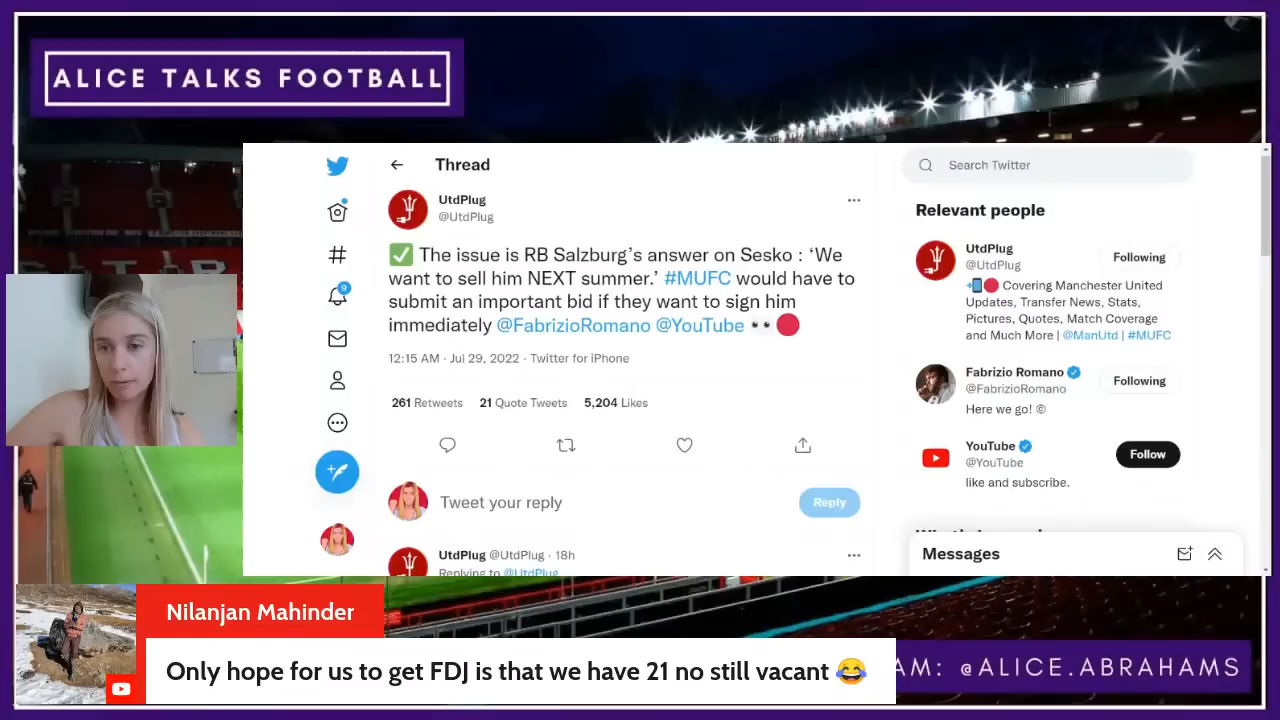 ALICE TALKS FOOTBALL
Thread
Search Twitter
UtdPlug
@UtdPlug
✅ The issue is RB Salzburg's answer on Sesko : 'We
want to sell him NEXT summer.' #MUFC would have to
submit an important bid if they want to sign him
immediately @FabrizioRomano @YouTube 👀🔴
12:15 AM · Jul 29, 2022 · Twitter for iPhone
261 Retweets 21 Quote Tweets 5,204 Likes
Tweet your reply
Reply
UtdPlug @UtdPlug · 18h
Replying to @UtdPlug
Relevant people
UtdPlug
@UtdPlug
Following
📲🔴 Covering Manchester United
Updates, Transfer News, Stats,
Pictures, Quotes, Match Coverage
and Much More | @ManUtd | #MUFC
Fabrizio Romano
@FabrizioRomano
Following
Here we go! ©
YouTube
@YouTube
Follow
like and subscribe.
Messages
9
Nilanjan Mahinder
Only hope for us to get FDJ is that we have 21 no still vacant 😂
AM: @ALICE.ABRAHAMS